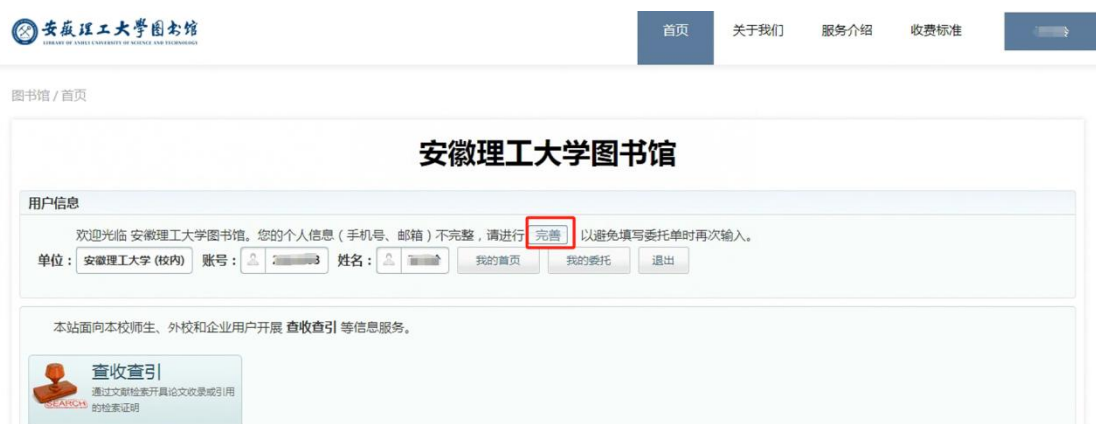 安徽理工大学图书馆
LIBRARY OF ANHUI UNIVERSITY OF SCIENCE AND TECHNOLOGY
首页 关于我们 服务介绍 收费标准
图书馆 / 首页
安徽理工大学图书馆
用户信息
欢迎光临 安徽理工大学图书馆。您的个人信息(手机号、邮箱)不完整,请进行 完善 以避免填写委托单时再次输入。
单位: 安徽理工大学 (校内) 账号: 姓名: 我的首页 我的委托 退出
本站面向本校师生、外校和企业用户开展 查收查引 等信息服务。
查收查引
通过文献检索开具论文收录或引用
的检索证明
SEARCH